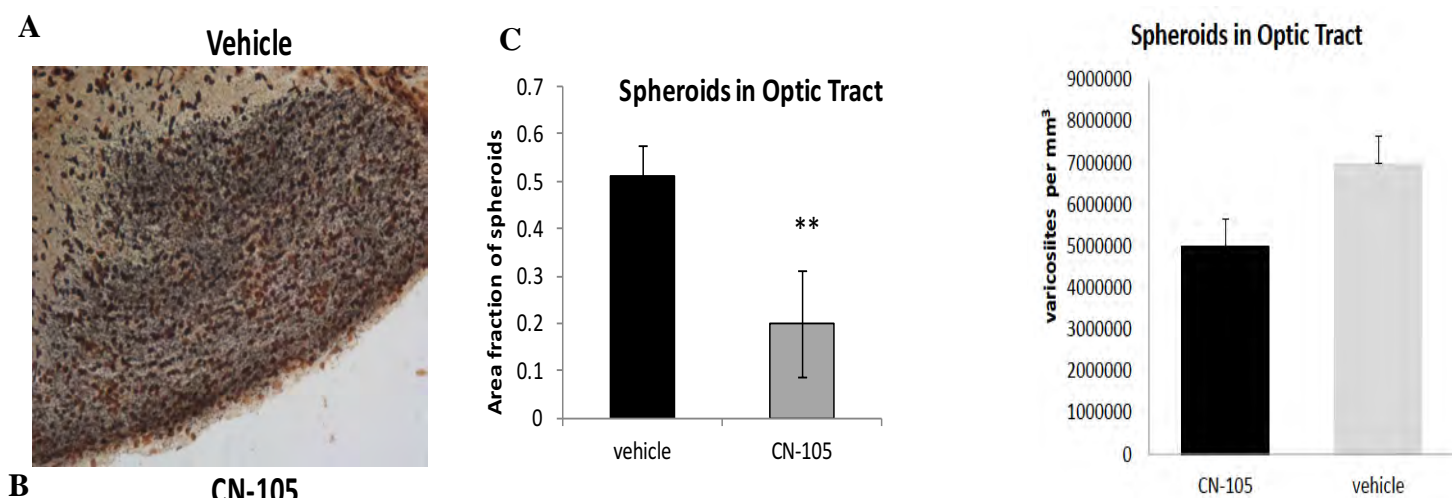 A
Vehicle
B
CN-105
C
Spheroids in Optic Tract
Area fraction of spheroids
0.7
0.6
0.5
0.4
0.3
0.2
0.1
0
**
vehicle
CN-105
Spheroids in Optic Tract
varicosiites per mm³
9000000
8000000
7000000
6000000
5000000
4000000
3000000
2000000
1000000
0
CN-105
vehicle